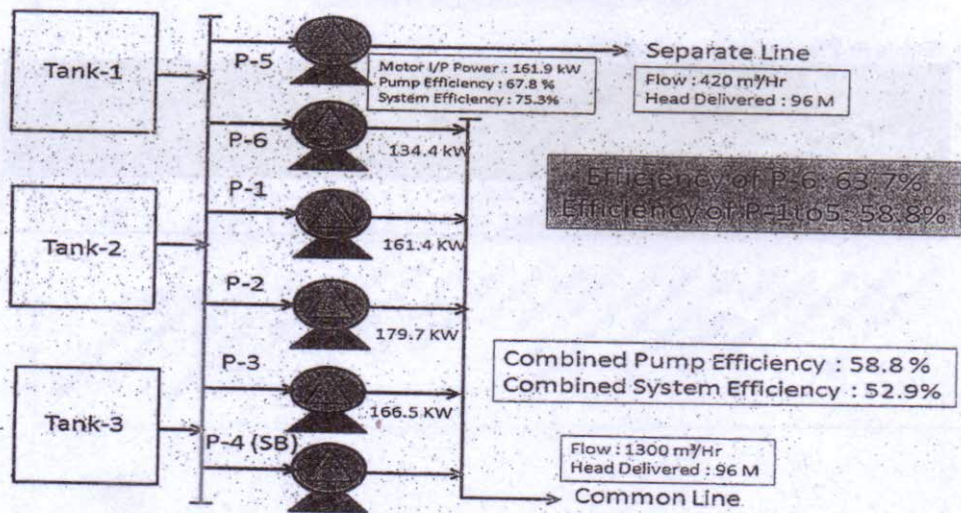 Tank-1
P-5
Motor I/P Power : 161.9 kW
Pump Efficiency : 67.8 %
System Efficiency : 75.3%
Separate Line
Flow : 420 m³/Hr
Head Delivered : 96 M
P-6
134.4 kW
Efficiency of P-6: 63.7%
Efficiency of P-1to5: 58.8%
P-1
161.4 KW
Tank-2
P-2
179.7 KW
P-3
166.5 KW
Combined Pump Efficiency : 58.8 %
Combined System Efficiency : 52.9%
Tank-3
P-4 (SB)
Flow : 1300 m³/Hr
Head Delivered : 96 M
Common Line